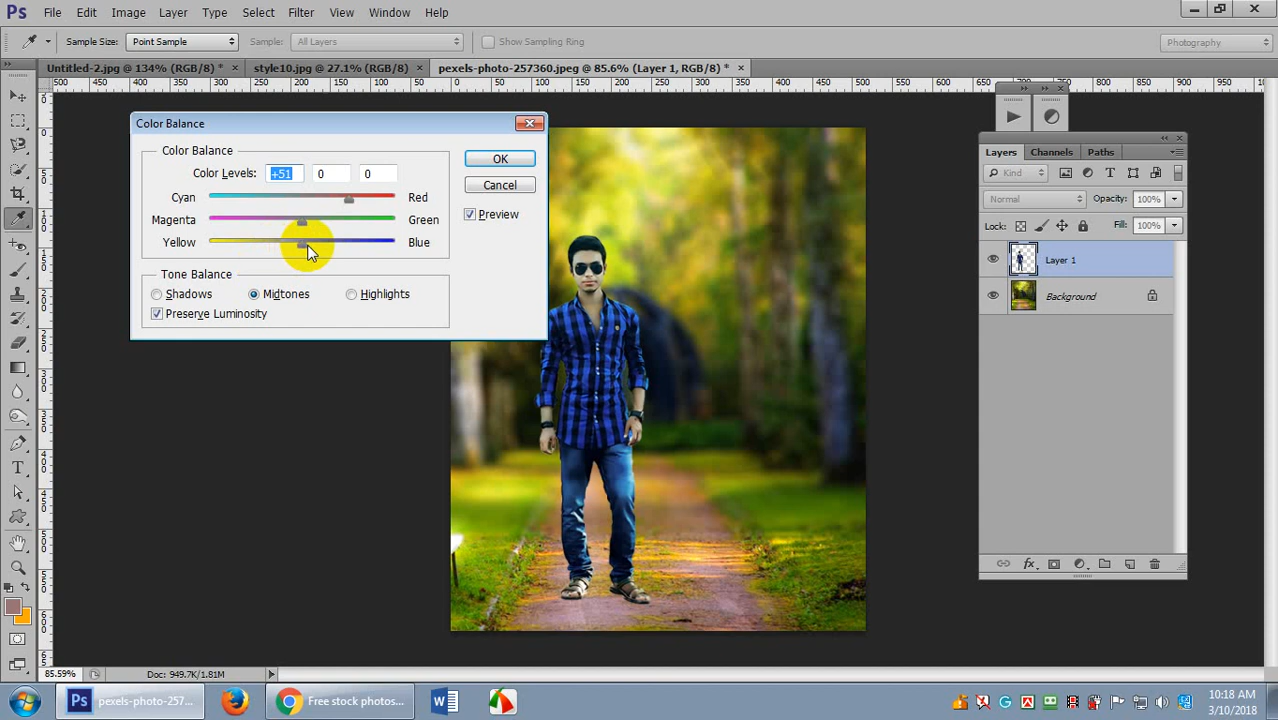 Ps File Edit Image Layer Type Select Filter View Window Help
Sample Size: Point Sample Sample: All Layers Show Sampling Ring Photography
Untitled-2.jpg @ 134% (RGB/8) * × style10.jpg @ 27.1% (RGB/8) × pexels-photo-257360.jpeg @ 85.6% (Layer 1, RGB/8) * ×
Color Balance
Color Balance
Color Levels: +51 0 0
Cyan Red
Magenta Green
Yellow Blue
Tone Balance
Shadows Midtones Highlights
Preserve Luminosity
OK
Cancel
Preview
Layers Channels Paths
Kind
Normal Opacity: 100%
Lock: Fill: 100%
Layer 1
Background
fx
85.59% Doc: 949.7K/1.81M
Ps pexels-photo-257... Free stock photos...
10:18 AM
3/10/2018